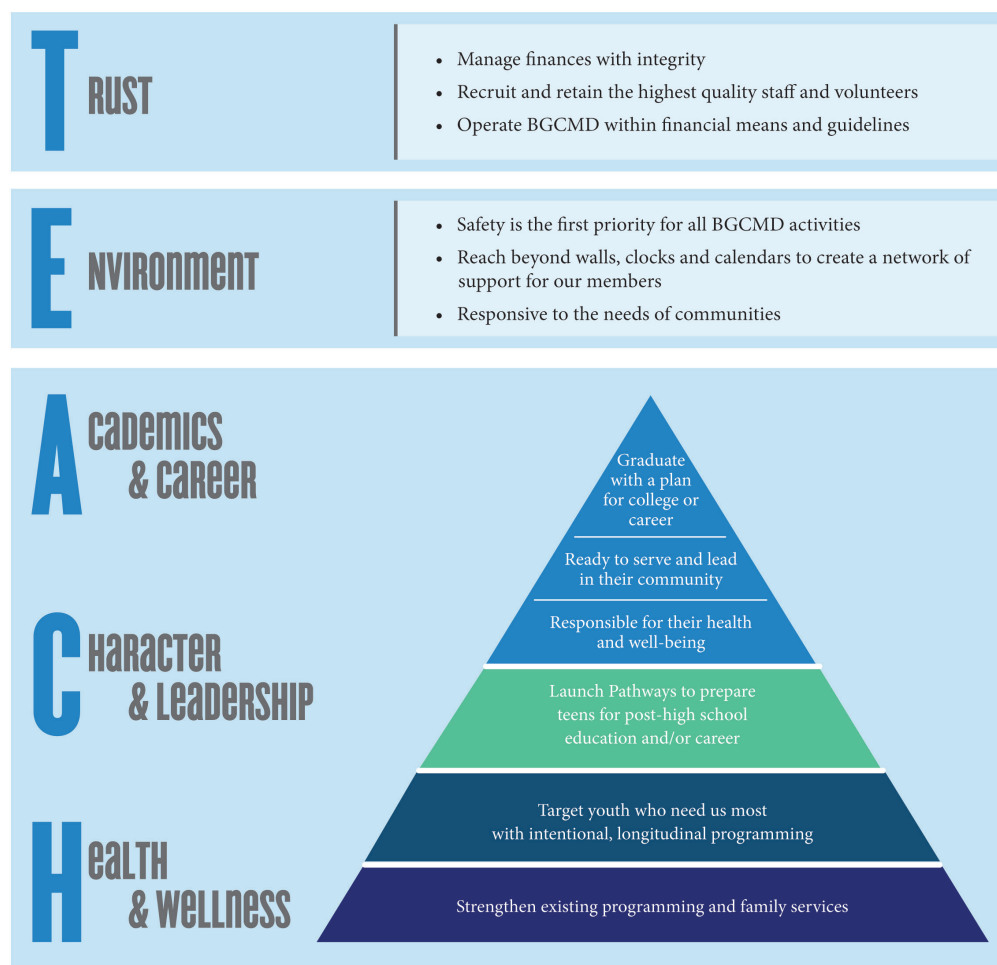 TRUST
• Manage finances with integrity
• Recruit and retain the highest quality staff and volunteers
• Operate BGCMD within financial means and guidelines
ENVIRONMENT
• Safety is the first priority for all BGCMD activities
• Reach beyond walls, clocks and calendars to create a network of
support for our members
• Responsive to the needs of communities
ACADEMICS
& CAREER
CHARACTER
& LEADERSHIP
HEALTH
& WELLNESS
Graduate
with a plan
for college or
career
Ready to serve and lead
in their community
Responsible for their health
and well-being
Launch Pathways to prepare
teens for post-high school
education and/or career
Target youth who need us most
with intentional, longitudinal programming
Strengthen existing programming and family services